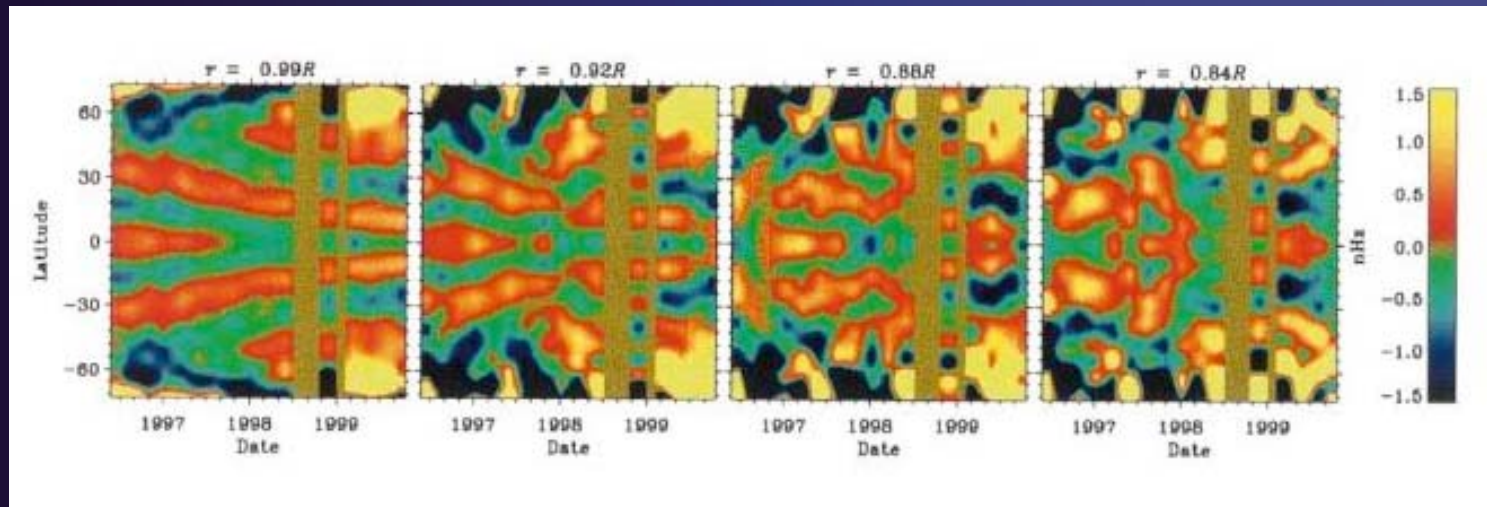 r = 0.99R r = 0.92R r = 0.88R r = 0.84R
60
30
0
-30
-60
Latitude
1997 1998 1999 1997 1998 1999 1997 1998 1999 1997 1998 1999
Date Date Date Date
nHz
1.5
1.0
0.5
0.0
-0.5
-1.0
-1.5